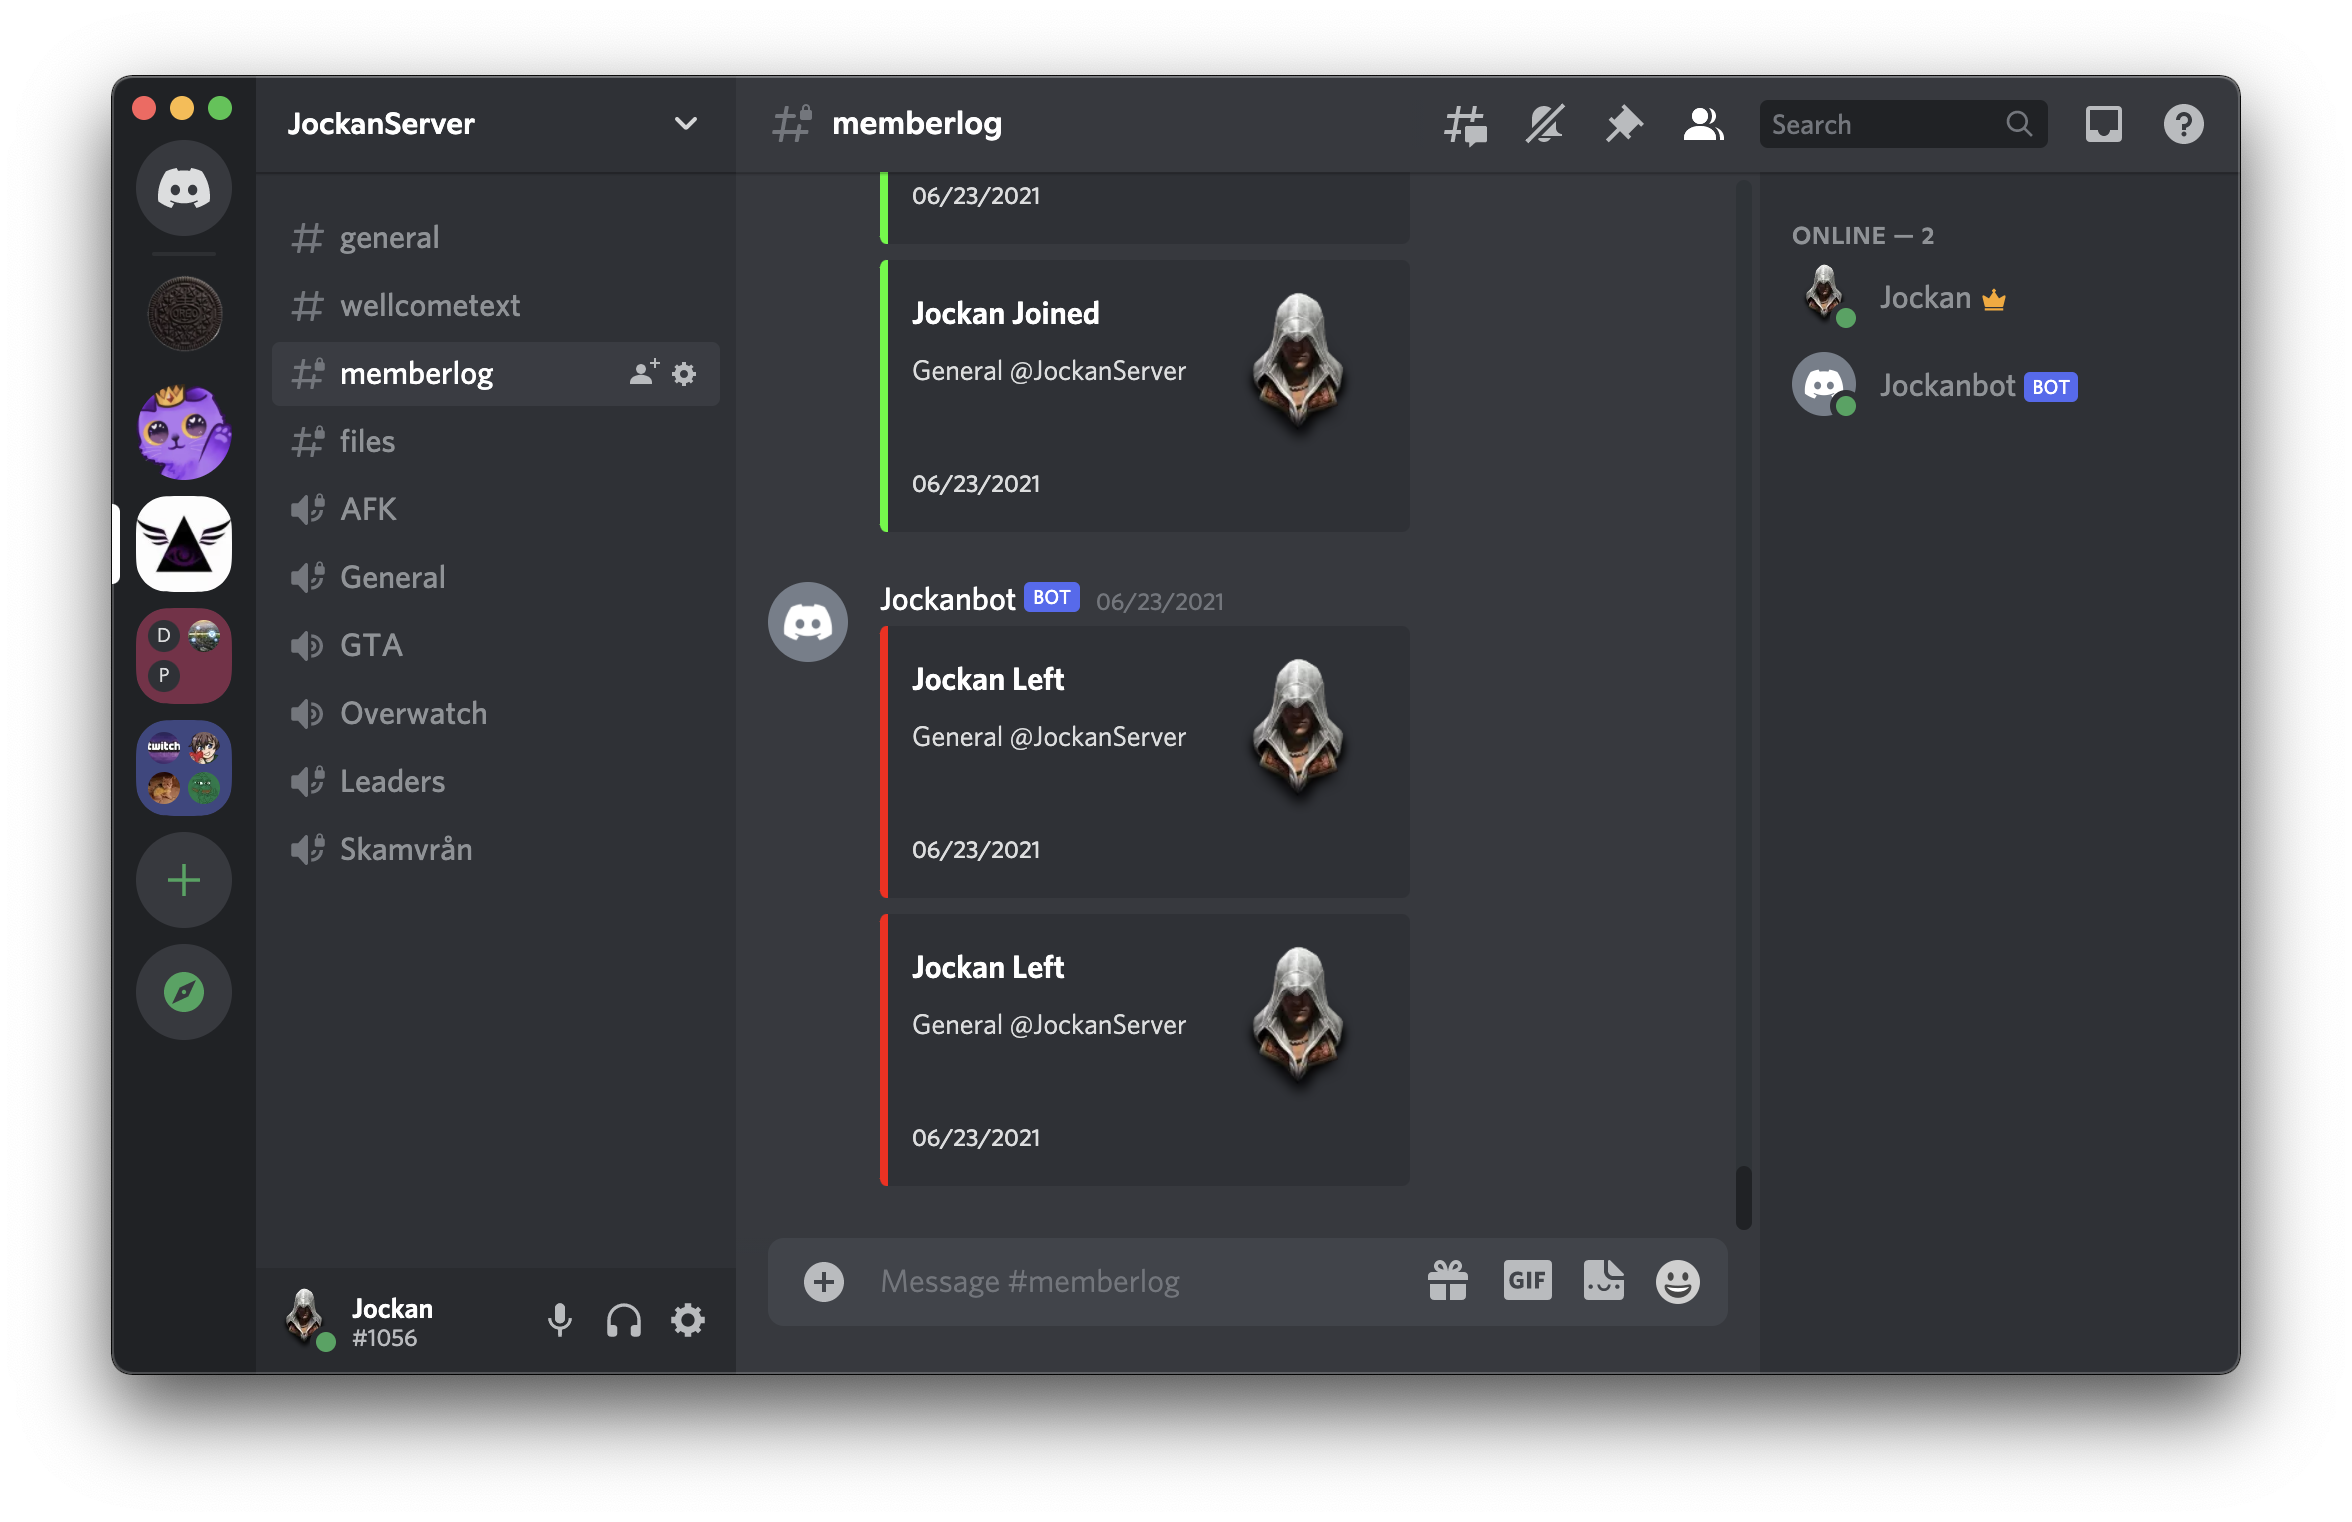 JockanServer
general
wellcometext
memberlog
files
AFK
General
GTA
Overwatch
Leaders
Skamvrån
D
P
twitch
Jockan
#1056
memberlog
Search
06/23/2021
Jockan Joined
General @JockanServer
06/23/2021
Jockanbot BOT 06/23/2021
Jockan Left
General @JockanServer
06/23/2021
Jockan Left
General @JockanServer
06/23/2021
Message #memberlog
GIF
ONLINE — 2
Jockan
Jockanbot BOT